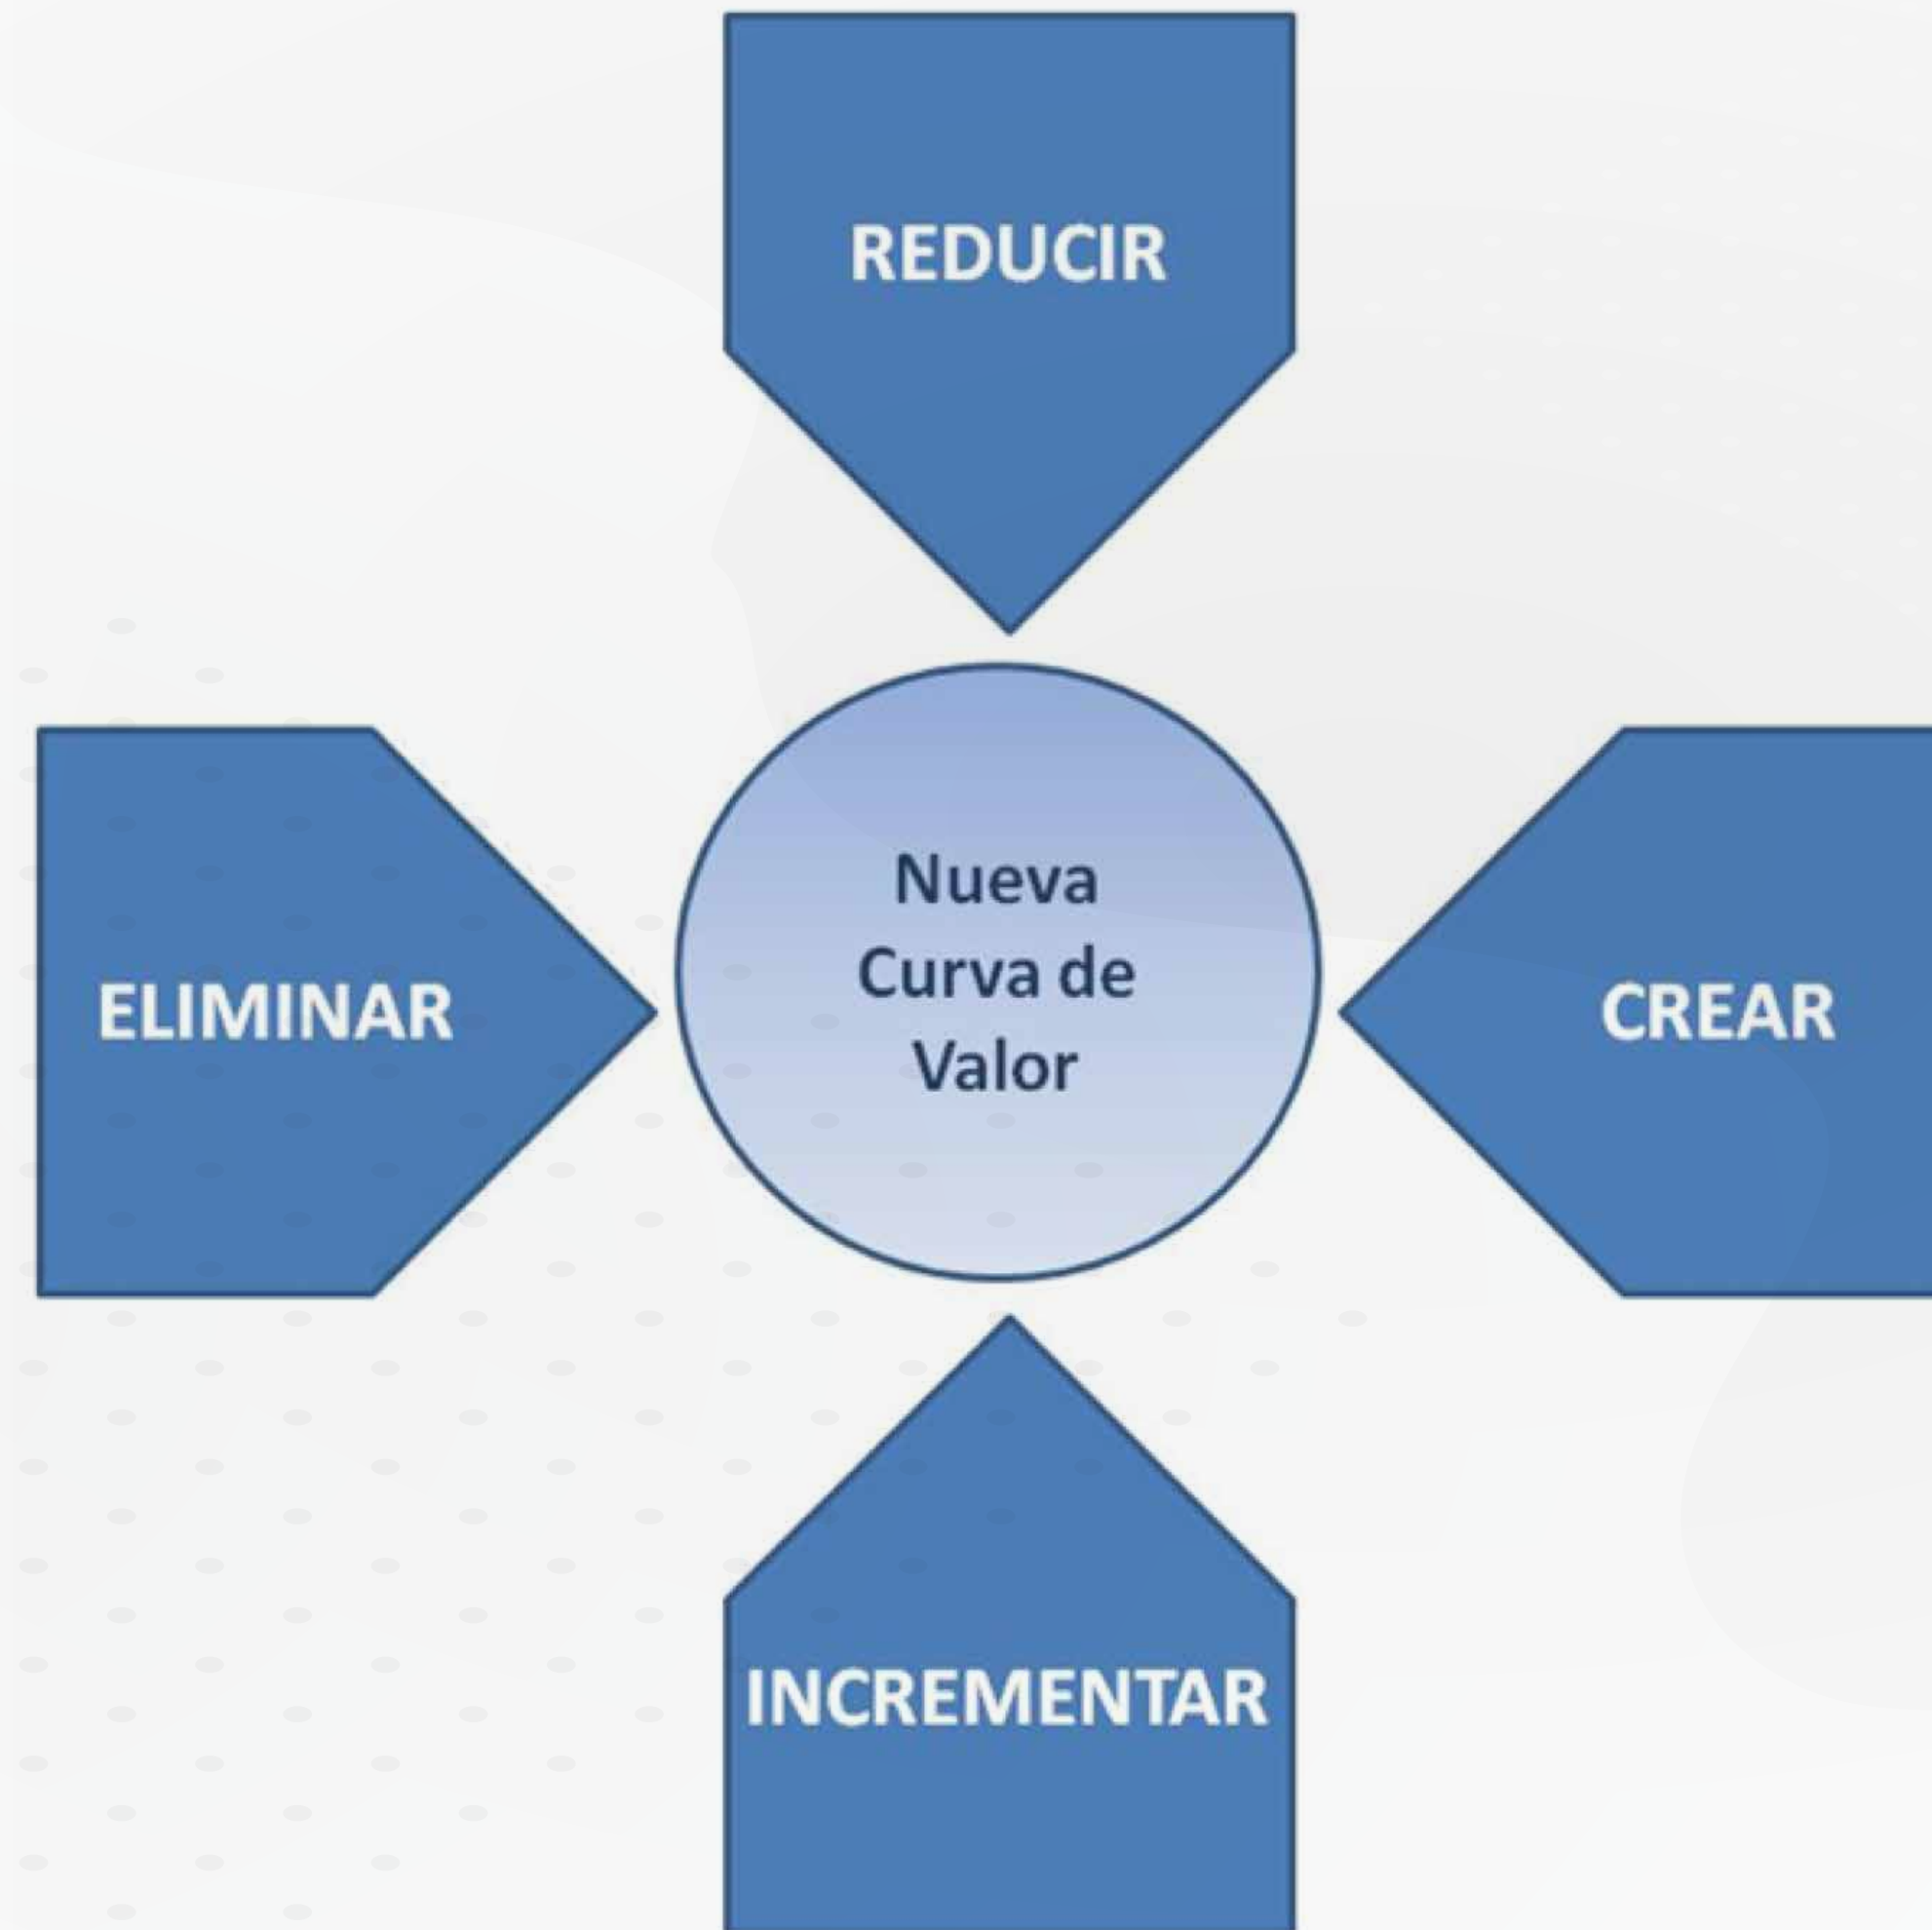 REDUCIR
Nueva
Curva de
Valor
ELIMINAR
CREAR
INCREMENTAR